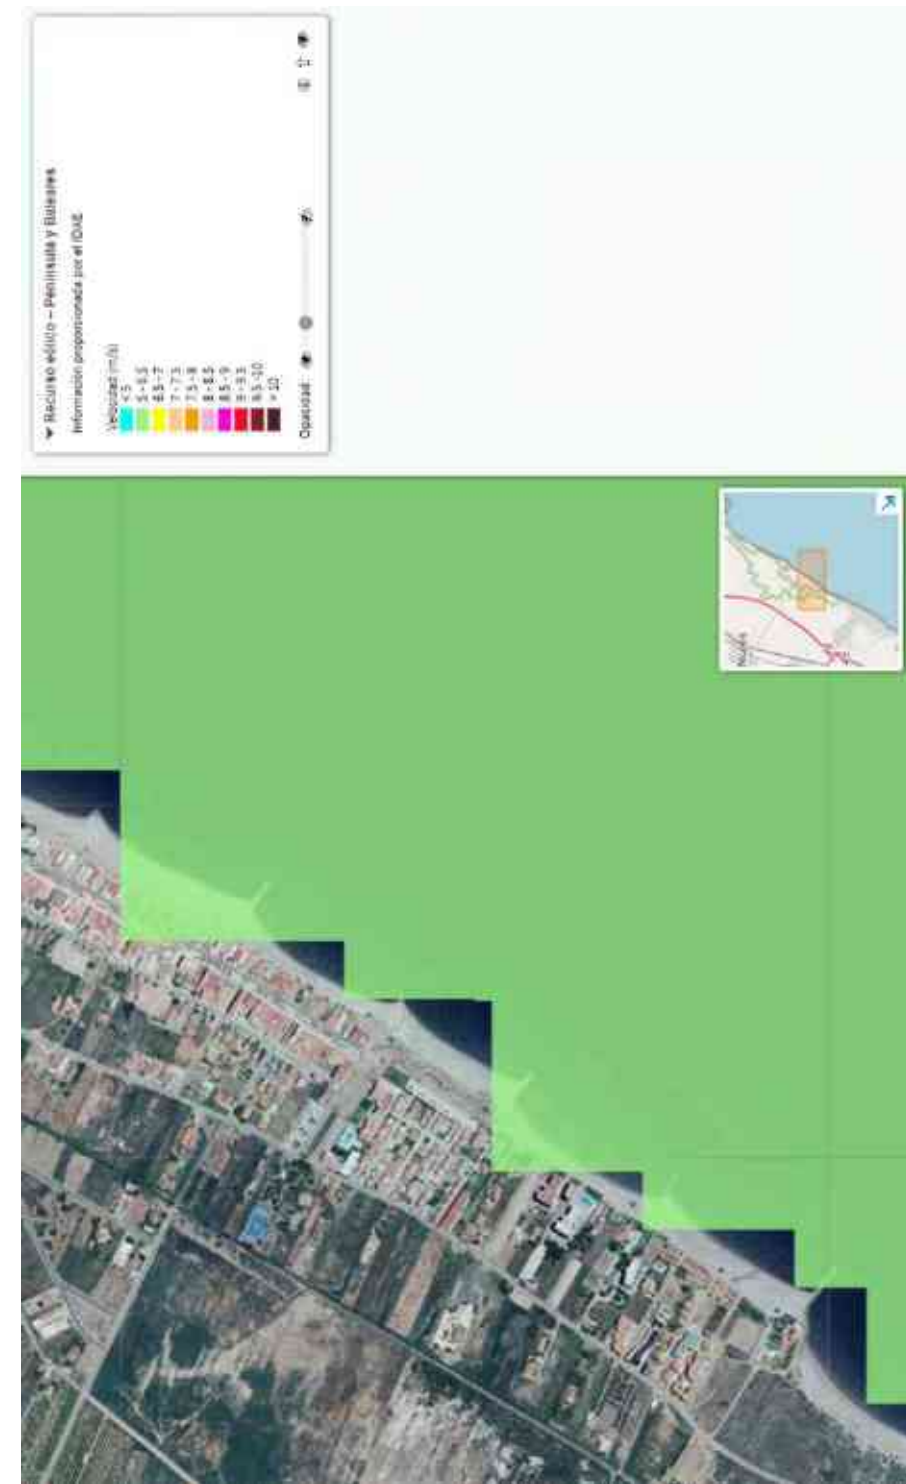 ▼ Recurso eólico – Península y Baleares
Información proporcionada por el IDAE
Velocidad (m/s)
< 5
5 - 6.5
6.5 - 7
7 - 7.5
7.5 - 8
8 - 8.5
8.5 - 9
9 - 9.5
9.5 - 10
> 10
Opacidad: